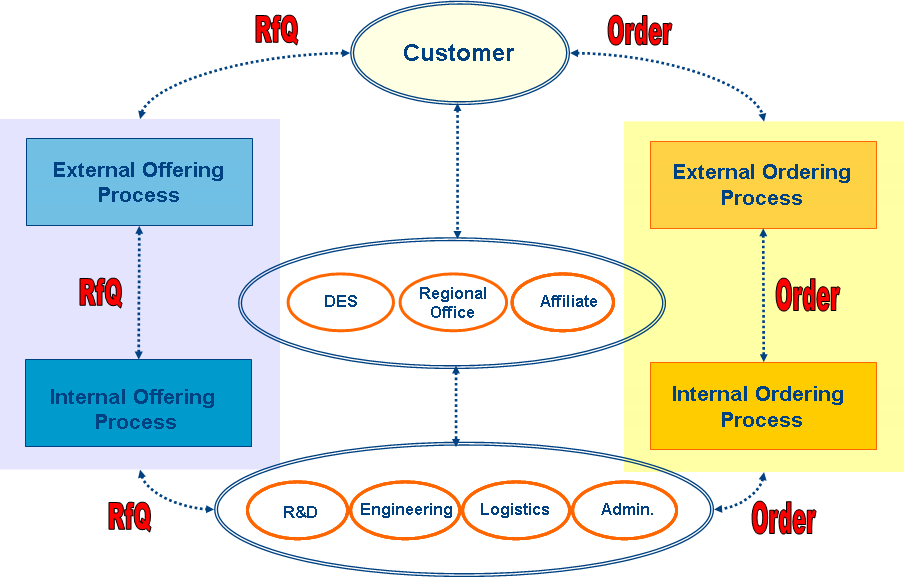 RfQ
Customer
Order
External Offering
Process
External Ordering
Process
RfQ
DES
Regional
Office
Affiliate
Order
Internal Offering
Process
Internal Ordering
Process
RfQ
R&D
Engineering
Logistics
Admin.
Order